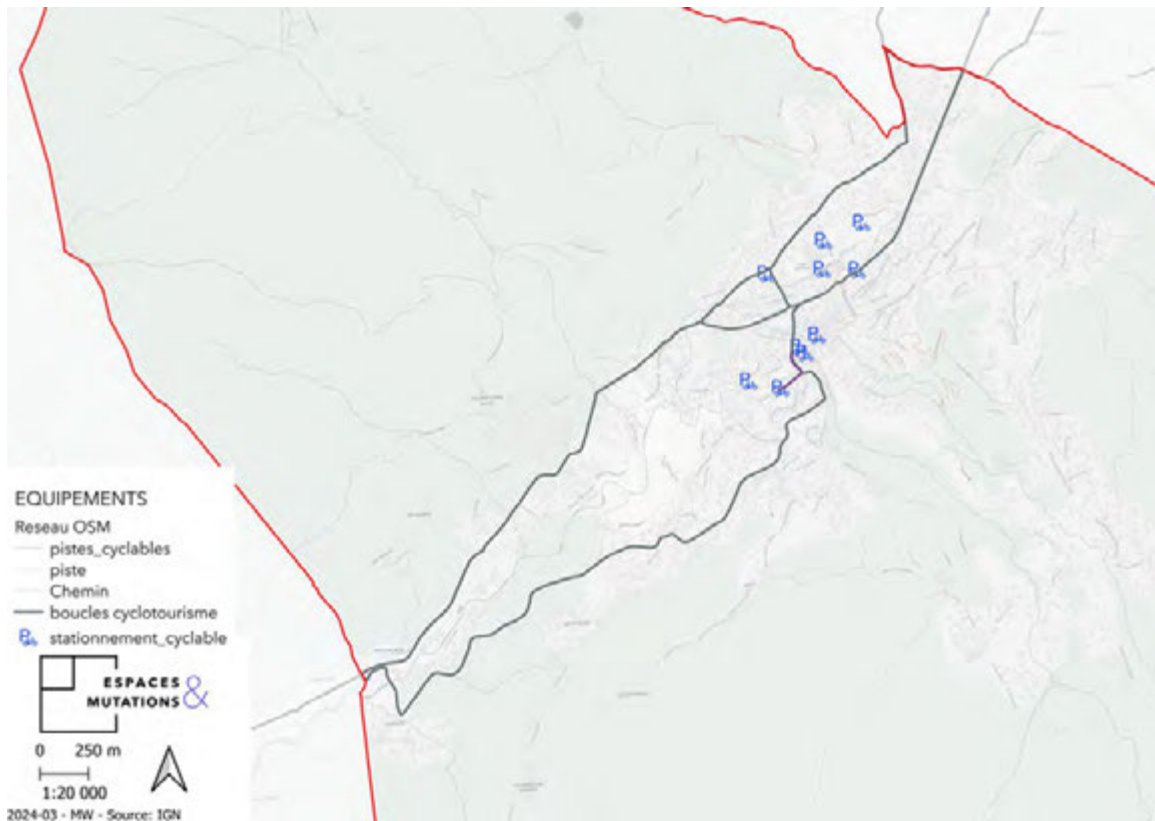 EQUIPEMENTS
Reseau OSM
pistes_cyclables
piste
Chemin
boucles cyclotourisme
stationnement_cyclable
ESPACES
MUTATIONS &
0 250 m
1:20 000
2024-03 - MW - Source: IGN